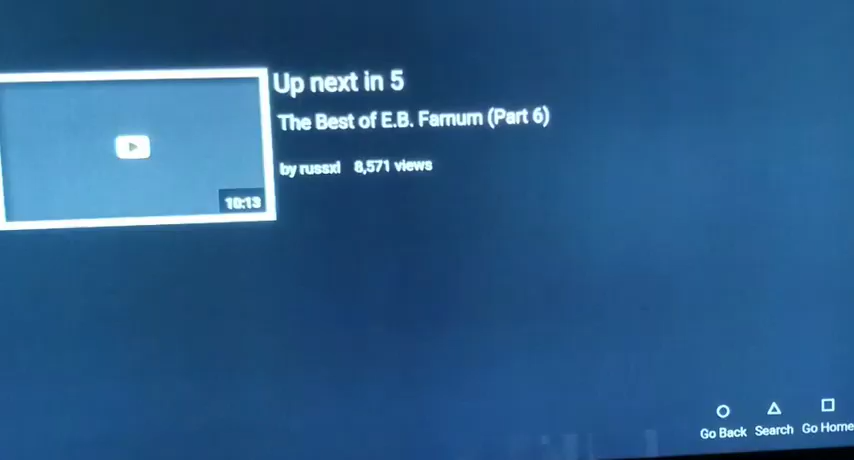 Up next in 5
The Best of E.B. Farnum (Part 6)
by russxl 8,571 views
10:13
Go Back Search Go Home